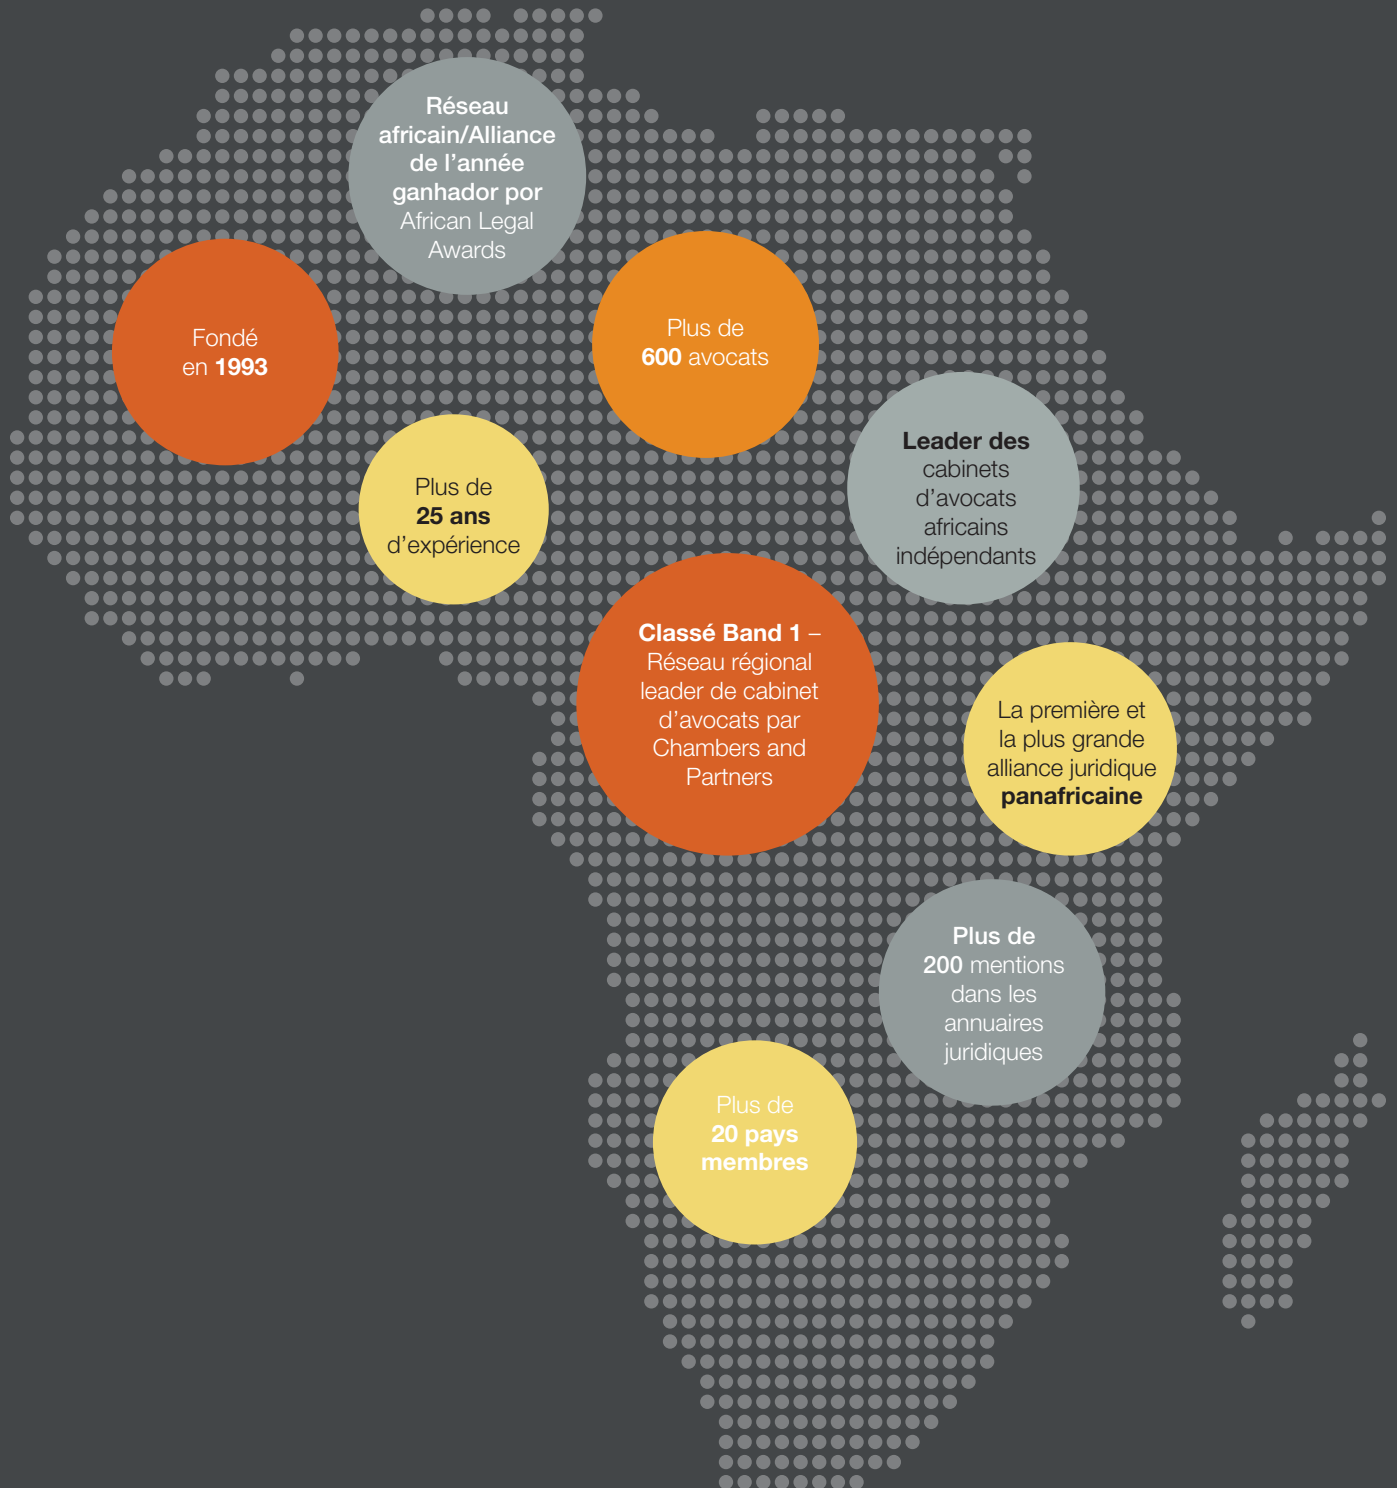 Réseau
africain/Alliance
de l’année
ganhador por
African Legal
Awards
Fondé
en 1993
Plus de
600 avocats
Leader des
cabinets
d’avocats
africains
indépendants
Plus de
25 ans
d’expérience
Classé Band 1 –
Réseau régional
leader de cabinet
d’avocats par
Chambers and
Partners
La première et
la plus grande
alliance juridique
panafricaine
Plus de
200 mentions
dans les
annuaires
juridiques
Plus de
20 pays
membres